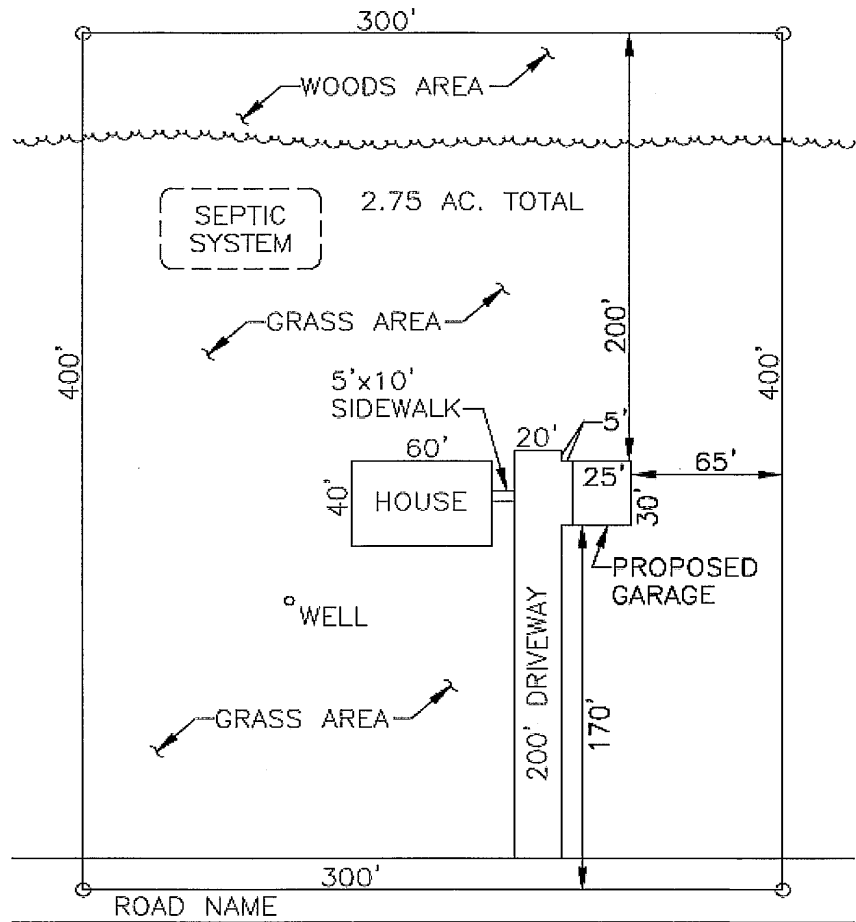 300'
WOODS AREA
SEPTIC
SYSTEM
2.75 AC. TOTAL
GRASS AREA
200'
400'
400'
5'x10'
SIDEWALK
20'
5'
60'
25'
65'
40'
HOUSE
30'
PROPOSED
GARAGE
WELL
200' DRIVEWAY
170'
GRASS AREA
300'
ROAD NAME